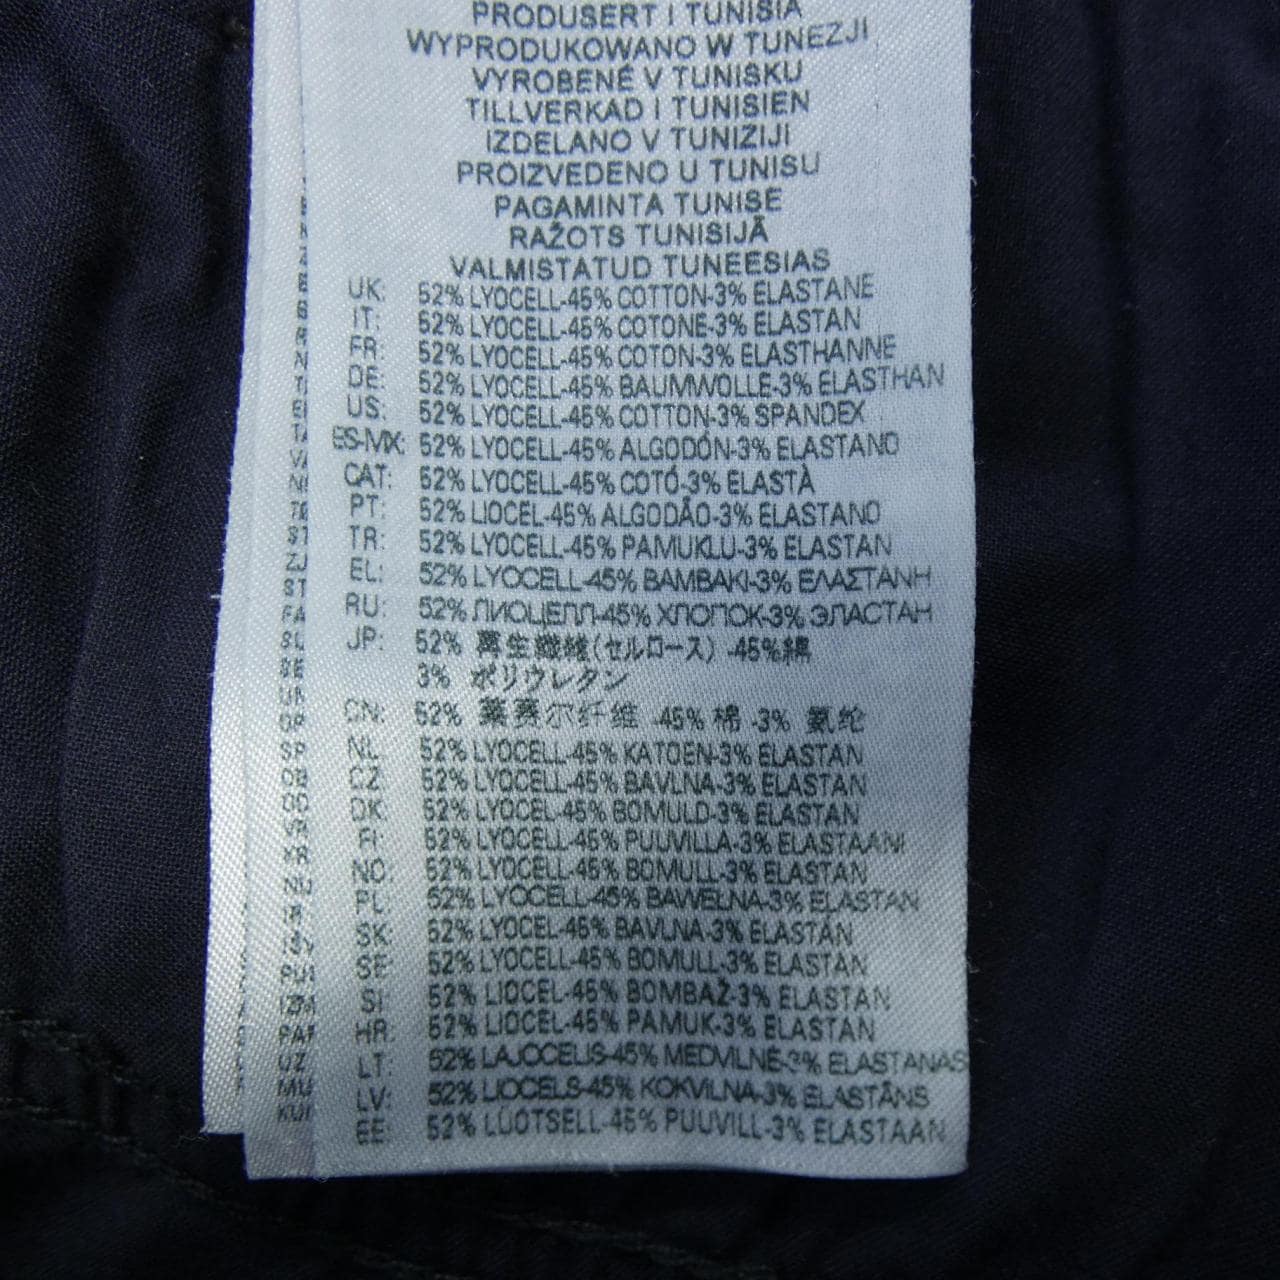 PRODUSERT I TUNISIA
WYPRODUKOWANO W TUNEZJI
VYROBENÉ V TUNISKU
TILLVERKAD I TUNISIEN
IZDELANO V TUNIZIJI
PROIZVEDENO U TUNISU
PAGAMINTA TUNISE
RAŽOTS TUNISIJĀ
VALMISTATUD TUNEESIAS
UK: 52% LYOCELL-45% COTTON-3% ELASTANE
IT: 52% LYOCELL-45% COTONE-3% ELASTAN
FR: 52% LYOCELL-45% COTON-3% ELASTHANNE
DE: 52% LYOCELL-45% BAUMWOLLE-3% ELASTHAN
US: 52% LYOCELL-45% COTTON-3% SPANDEX
ES-MX: 52% LYOCELL-45% ALGODÓN-3% ELASTANO
CAT: 52% LYOCELL-45% COTÓ-3% ELASTÀ
PT: 52% LIOCEL-45% ALGODÃO-3% ELASTANO
TR: 52% LYOCELL-45% PAMUKLU-3% ELASTAN
EL: 52% LYOCELL-45% ΒΑΜΒΑΚΙ-3% ΕΛΑΣΤΑΝΗ
RU: 52% ЛИОЦЕЛЛ-45% ХЛОПОК-3% ЭЛАСТАН
JP: 52% 再生繊維(セルロース) -45%綿
3% ポリウレタン
CN: 52% 莱赛尔纤维 -45% 棉 -3% 氨纶
NL: 52% LYOCELL-45% KATOEN-3% ELASTAN
CZ: 52% LYOCELL-45% BAVLNA-3% ELASTAN
DK: 52% LYOCELL-45% BOMULD-3% ELASTAN
FI: 52% LYOCELL-45% PUUVILLA-3% ELASTAANI
NO: 52% LYOCELL-45% BOMULL-3% ELASTAN
PL: 52% LYOCELL-45% BAWEŁNA-3% ELASTAN
SK: 52% LYOCEL-45% BAVLNA-3% ELASTÁN
SE: 52% LYOCELL-45% BOMULL-3% ELASTAN
SI: 52% LIOCEL-45% BOMBAŽ-3% ELASTAN
HR: 52% LIOCEL-45% PAMUK-3% ELASTAN
LT: 52% LAJOCELIS-45% MEDVILNĖ-3% ELASTANAS
LV: 52% LIOCELS-45% KOKVILNA-3% ELASTĀNS
EE: 52% LÜOTSELL-45% PUUVILL-3% ELASTAAN